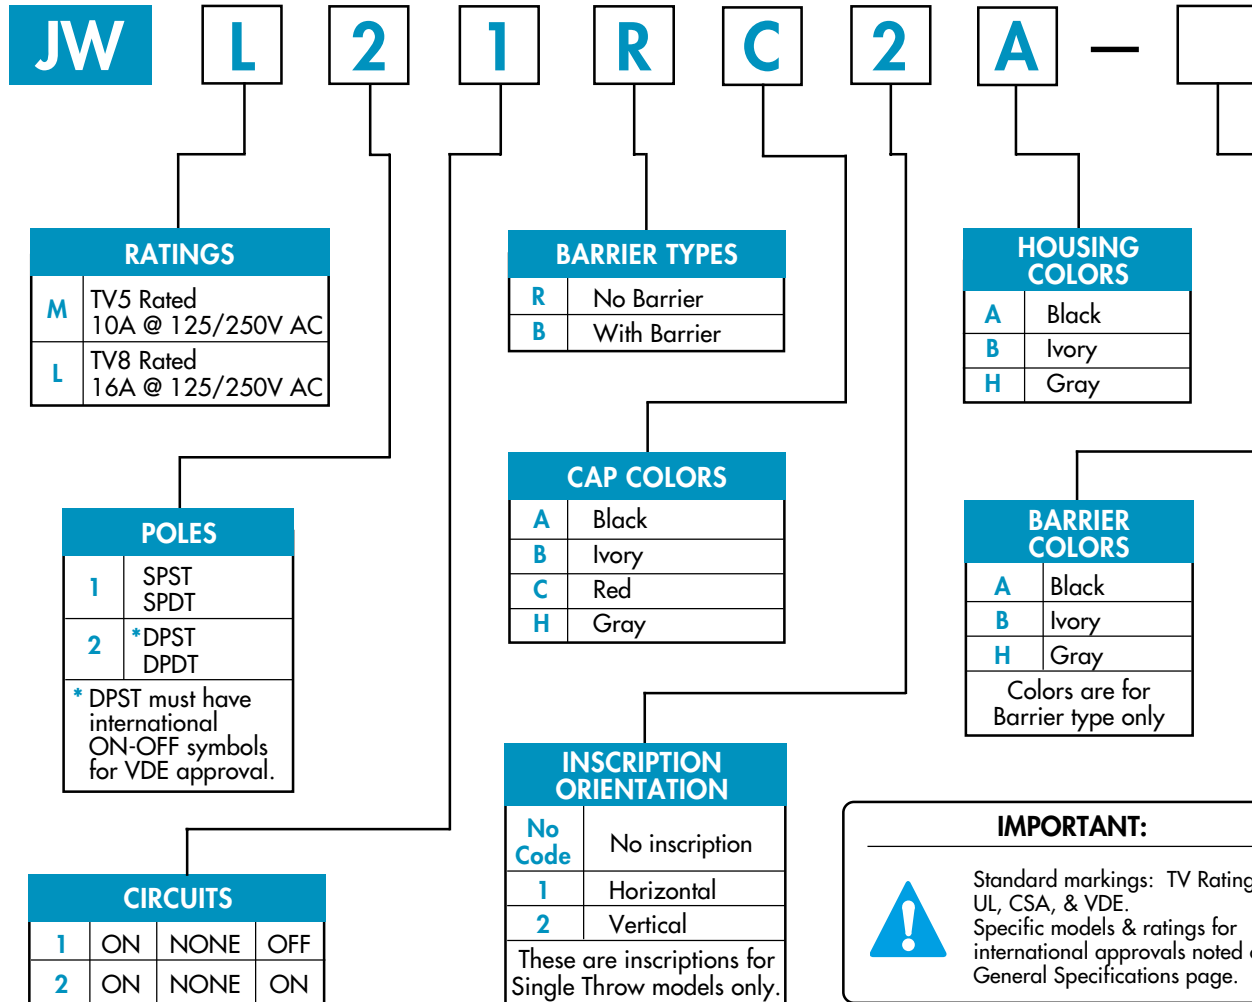 JW L 2 1 R C 2 A —
RATINGS
M TV5 Rated
10A @ 125/250V AC
L TV8 Rated
16A @ 125/250V AC
POLES
1 SPST
SPDT
2 *DPST
DPDT
* DPST must have
international
ON-OFF symbols
for VDE approval.
CIRCUITS
1 ON NONE OFF
2 ON NONE ON
BARRIER TYPES
R No Barrier
B With Barrier
CAP COLORS
A Black
B Ivory
C Red
H Gray
INSCRIPTION
ORIENTATION
No
Code No inscription
1 Horizontal
2 Vertical
These are inscriptions for
Single Throw models only.
HOUSING
COLORS
A Black
B Ivory
H Gray
BARRIER
COLORS
A Black
B Ivory
H Gray
Colors are for
Barrier type only
IMPORTANT:
Standard markings: TV Rating
UL, CSA, & VDE.
Specific models & ratings for
international approvals noted
General Specifications page.